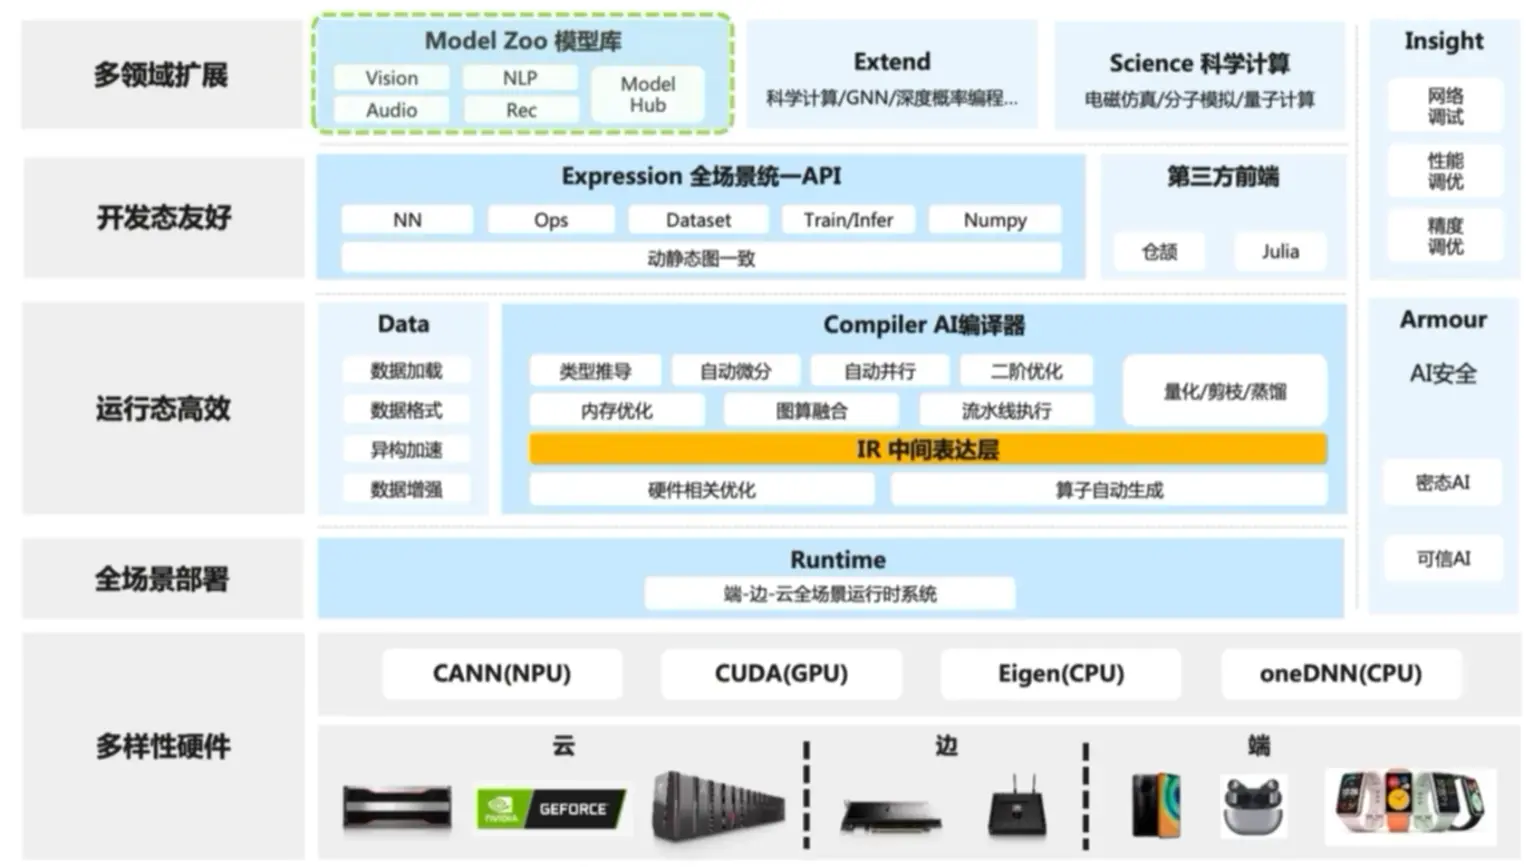 多领域扩展
Model Zoo 模型库
Vision
NLP
Model
Hub
Audio
Rec
Extend
科学计算/GNN/深度概率编程...
Science 科学计算
电磁仿真/分子模拟/量子计算
Insight
网络
调试
性能
调优
精度
调优
开发态友好
Expression 全场景统一API
NN
Ops
Dataset
Train/Infer
Numpy
动静态图一致
第三方前端
仓颉
Julia
运行态高效
Data
数据加载
数据格式
异构加速
数据增强
Compiler AI编译器
类型推导
自动微分
自动并行
二阶优化
量化/剪枝/蒸馏
内存优化
图算融合
流水线执行
IR 中间表达层
硬件相关优化
算子自动生成
Armour
AI安全
密态AI
可信AI
全场景部署
Runtime
端-边-云全场景运行时系统
多样性硬件
CANN(NPU)
CUDA(GPU)
Eigen(CPU)
oneDNN(CPU)
云
边
端
NVIDIA
GEFORCE